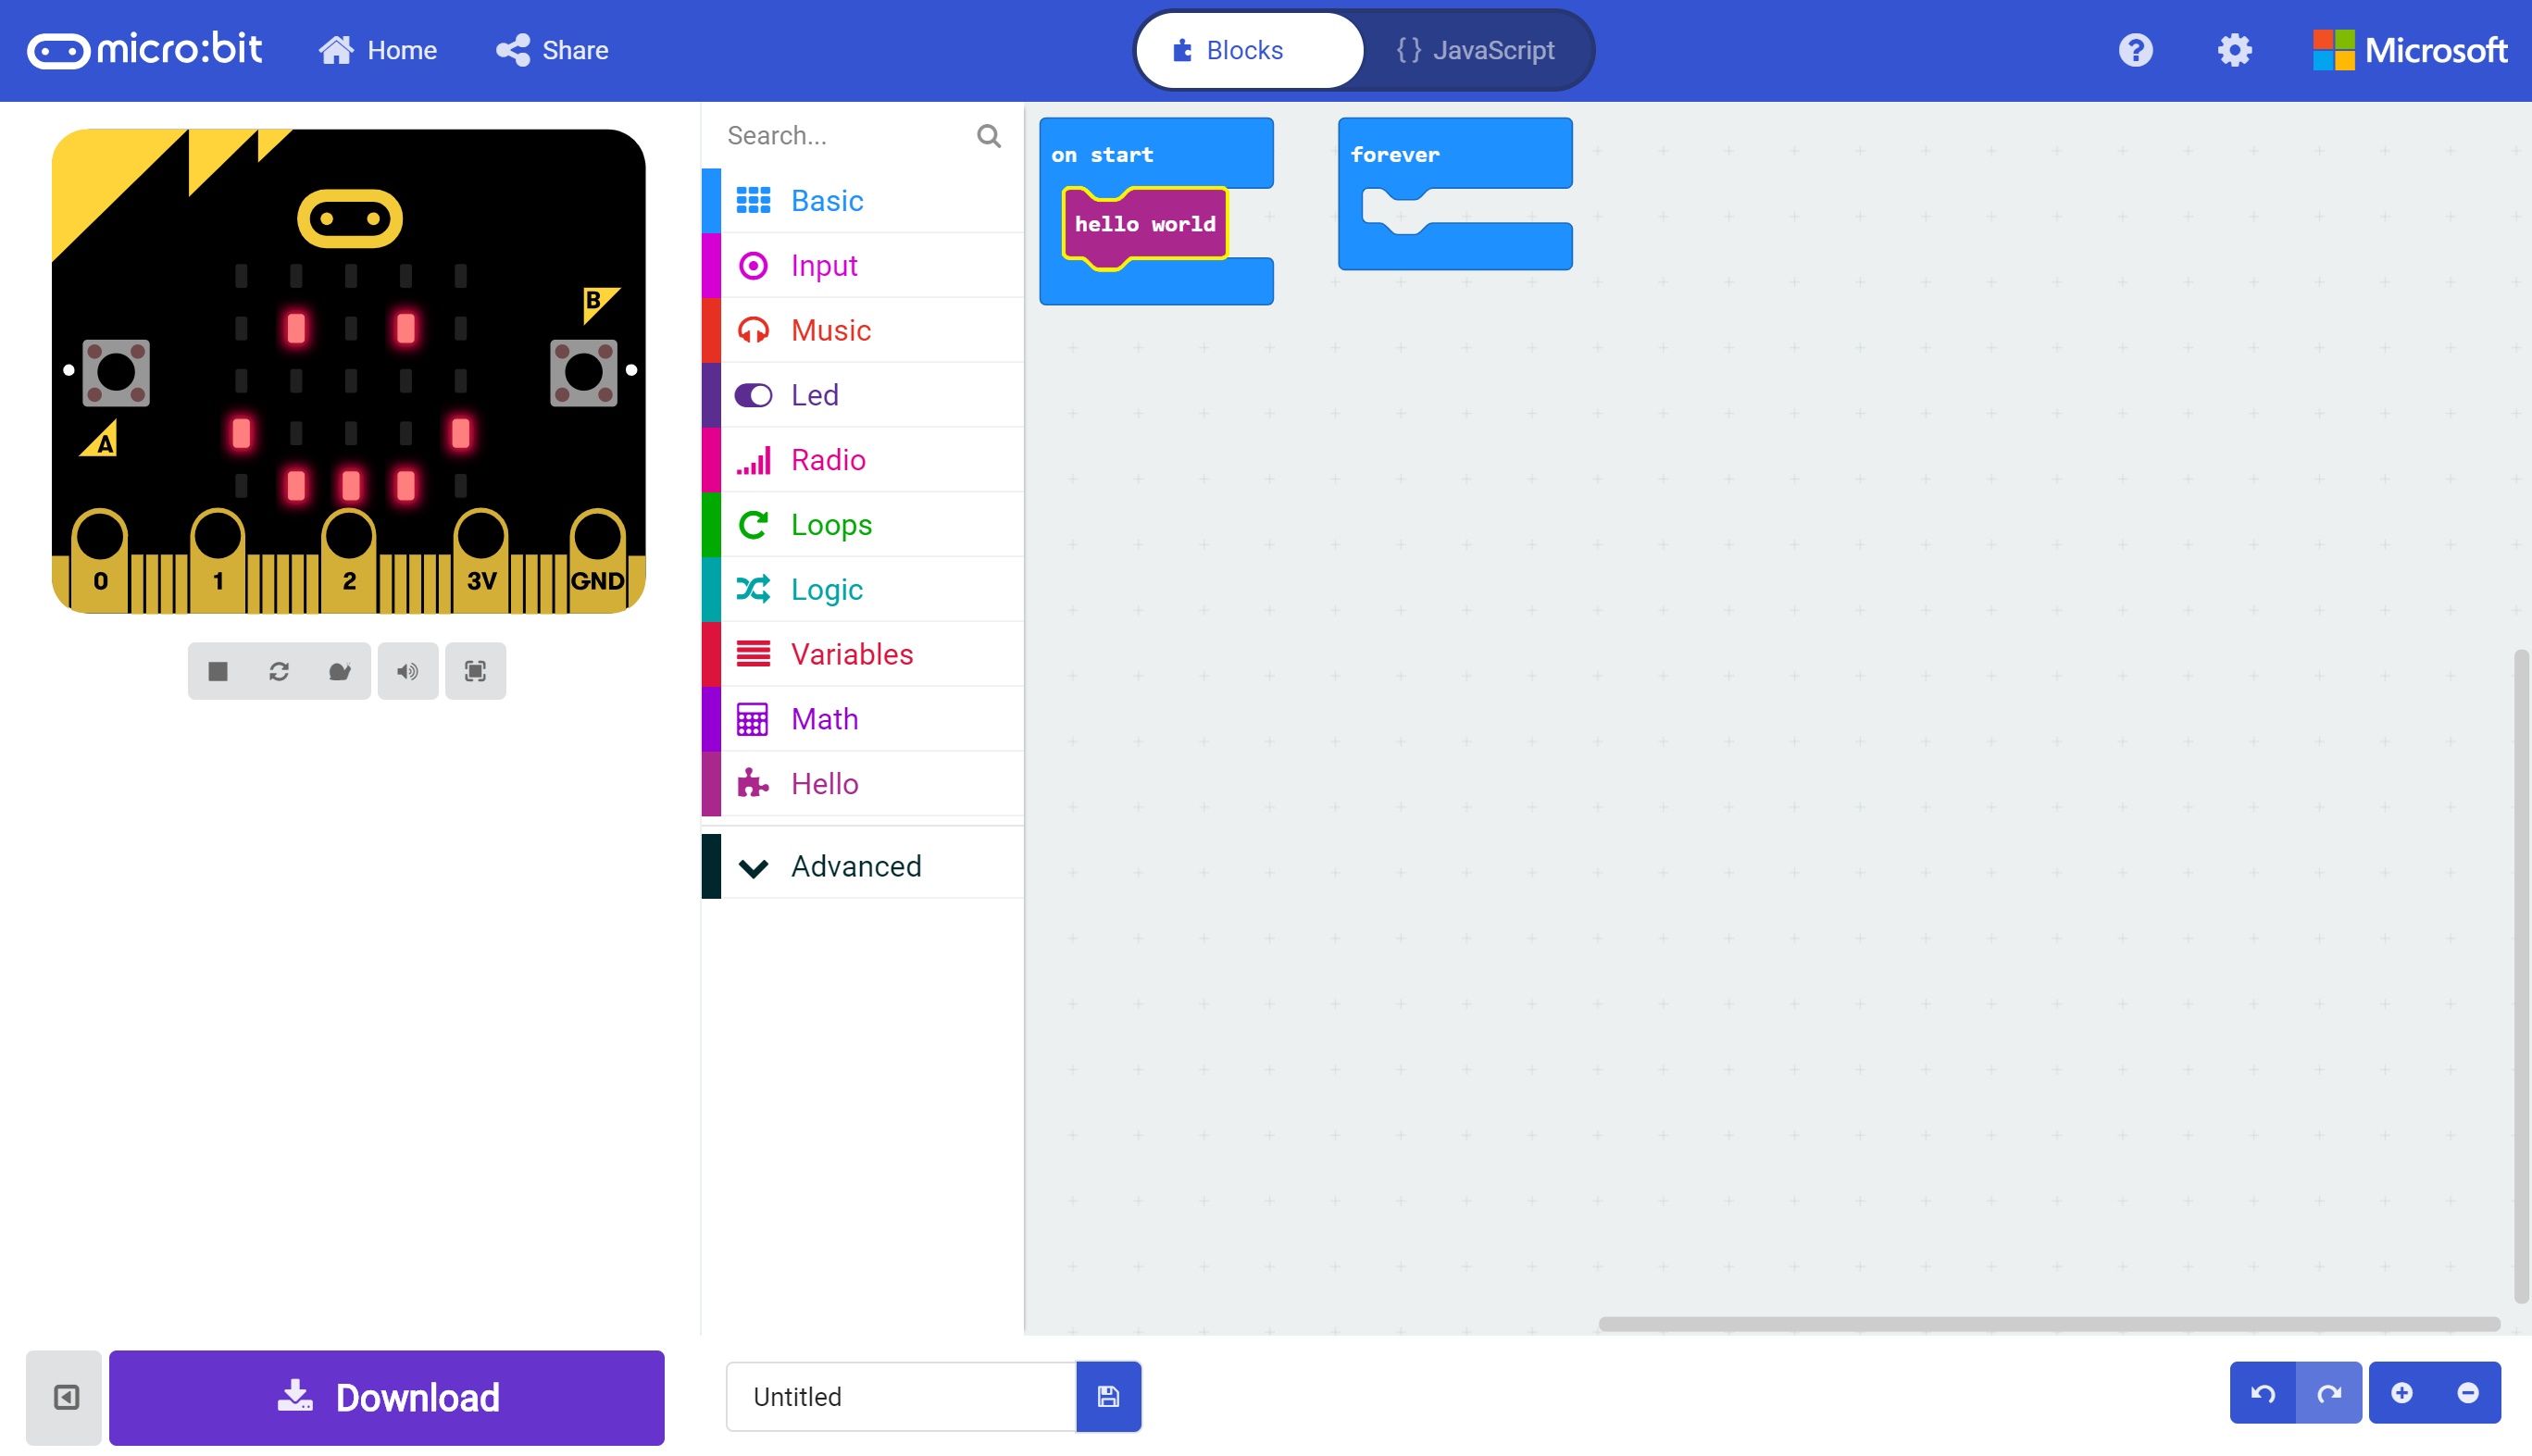 micro:bit
Home
Share
Blocks
{ } JavaScript
Microsoft
B
A
0
1
2
3V
GND
Search...
Basic
Input
Music
Led
Radio
Loops
Logic
Variables
Math
Hello
Advanced
on start
hello world
forever
Download
Untitled